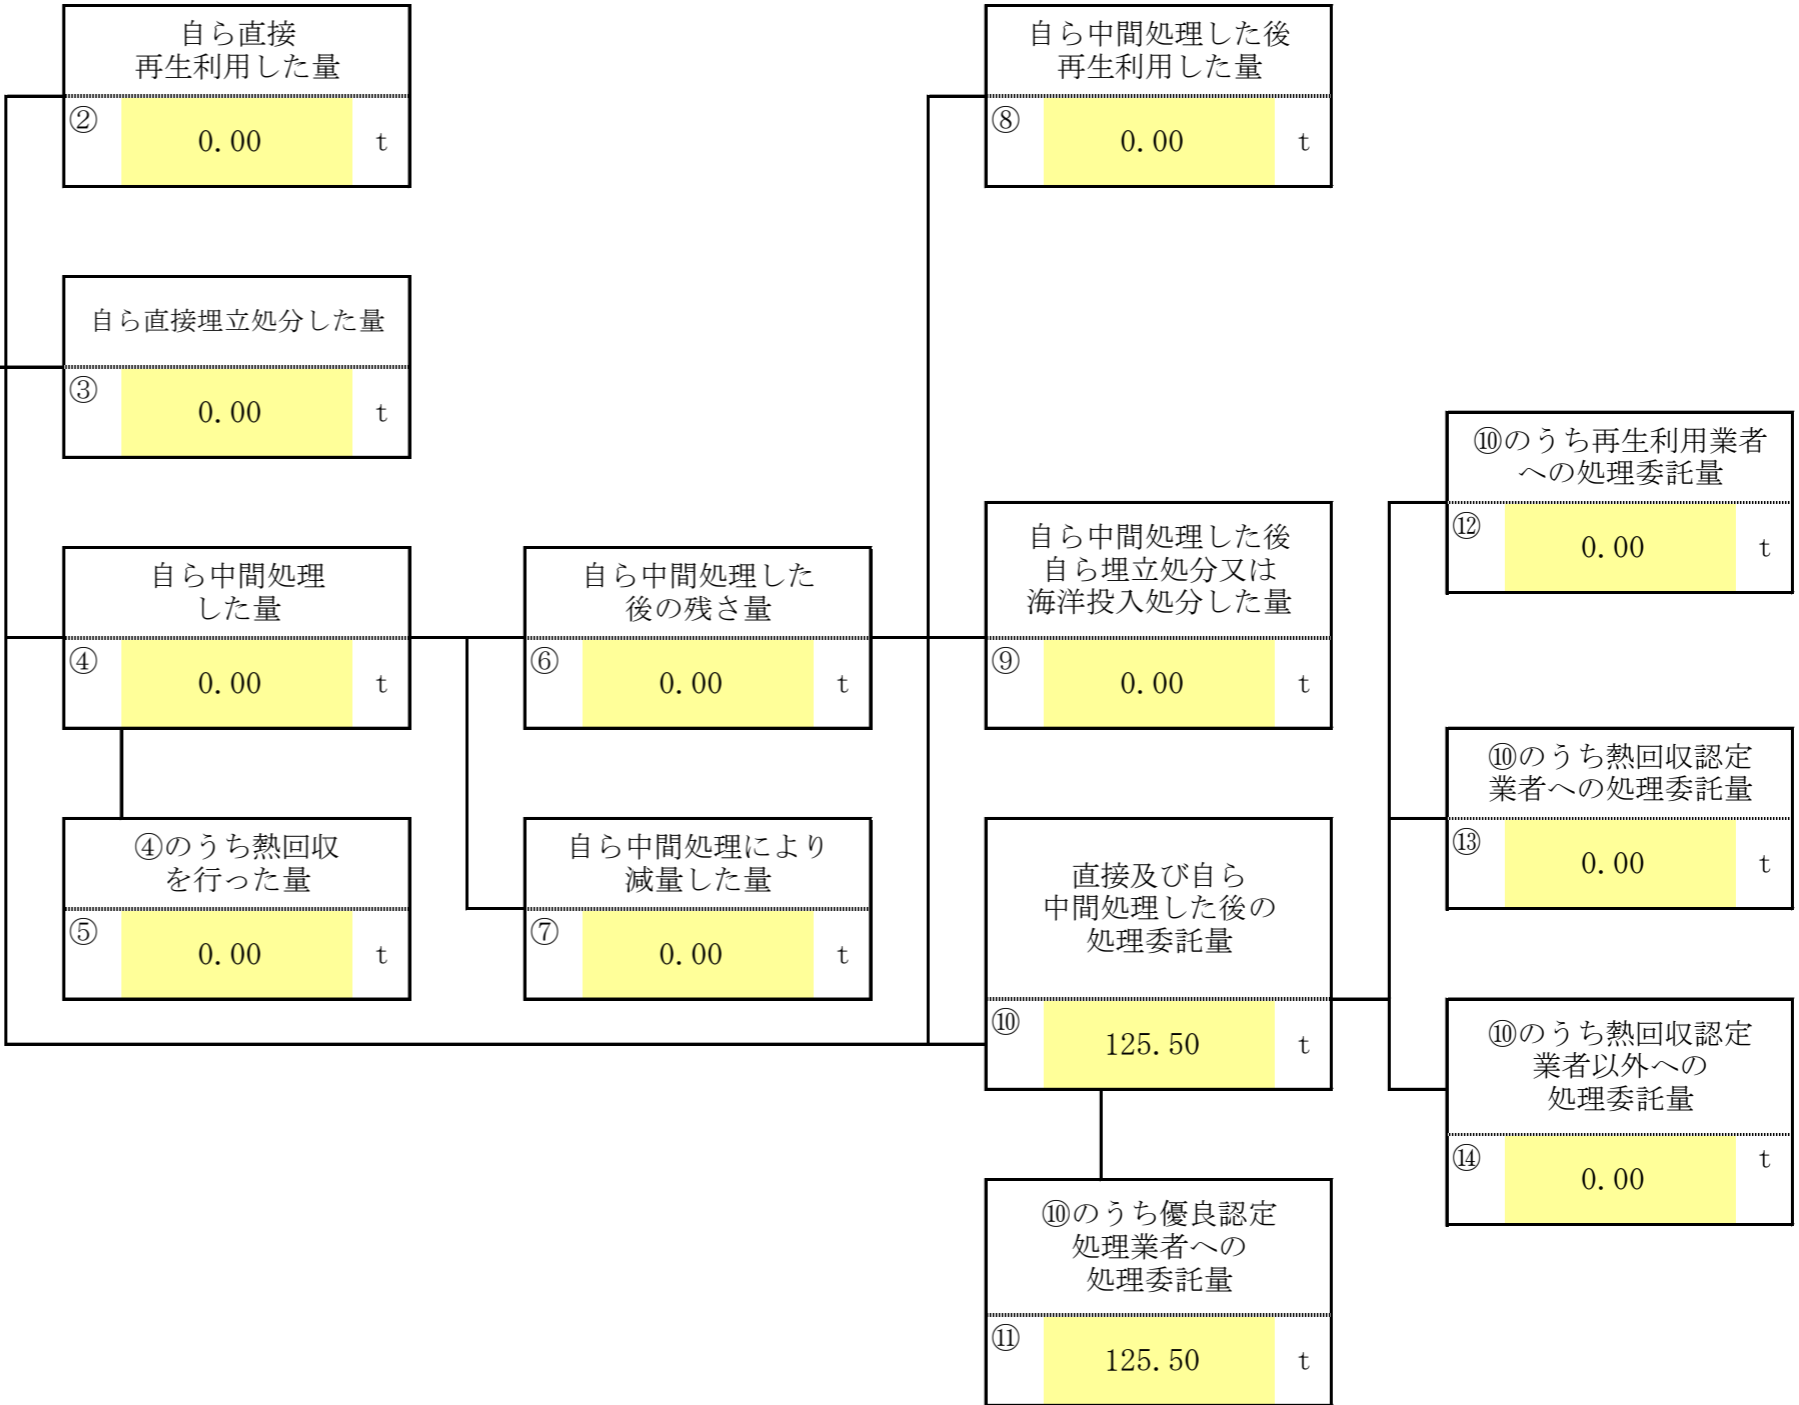 自ら直接
再生利用した量
②
0.00
t
自ら中間処理した後
再生利用した量
⑧
0.00
t
自ら直接埋立処分した量
③
0.00
t
⑩のうち再生利用業者
への処理委託量
⑫
0.00
t
自ら中間処理
した量
④
0.00
t
自ら中間処理した
後の残さ量
⑥
0.00
t
自ら中間処理した後
自ら埋立処分又は
海洋投入処分した量
⑨
0.00
t
⑩のうち熱回収認定
業者への処理委託量
⑬
0.00
t
④のうち熱回収
を行った量
⑤
0.00
t
自ら中間処理により
減量した量
⑦
0.00
t
直接及び自ら
中間処理した後の
処理委託量
⑩
125.50
t
⑩のうち熱回収認定
業者以外への
処理委託量
⑭
0.00
t
⑩のうち優良認定
処理業者への
処理委託量
⑪
125.50
t